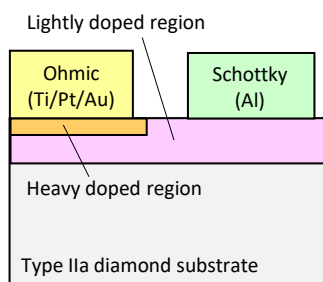 Lightly doped region
Ohmic
(Ti/Pt/Au)
Schottky
(Al)
Heavy doped region
Type IIa diamond substrate